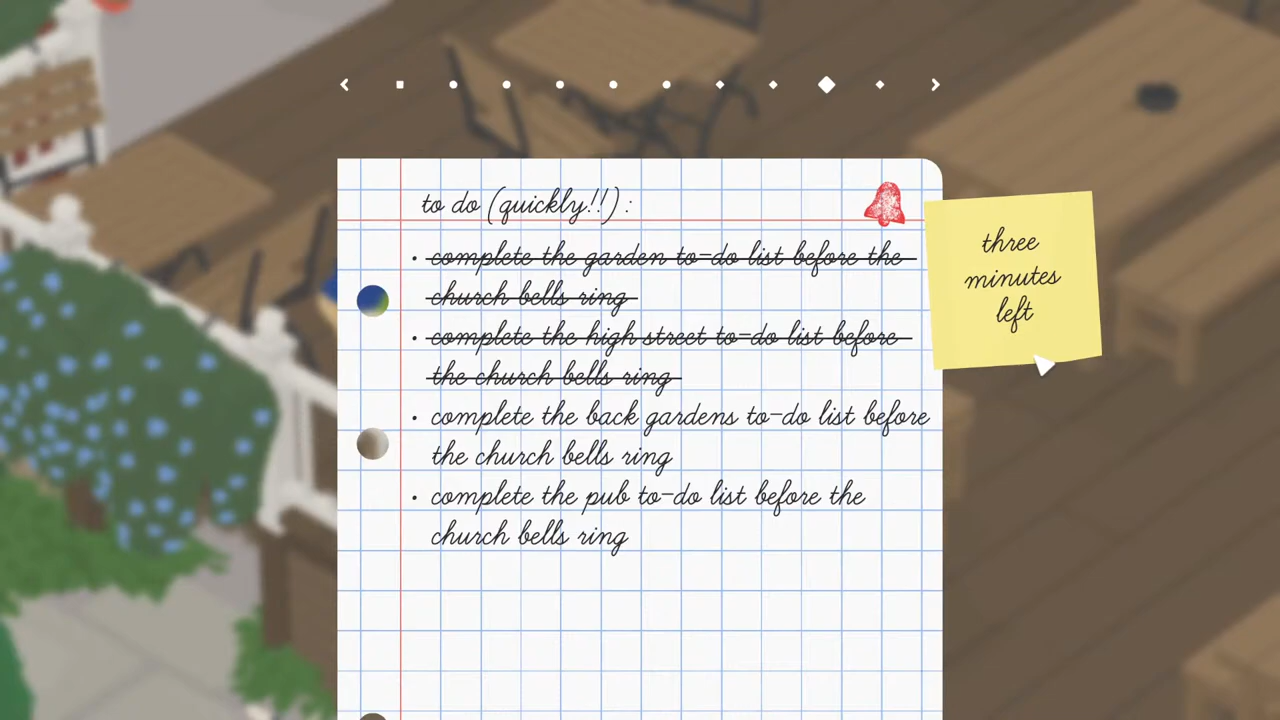 to do (quickly!!) :
• complete the garden to-do list before the
church bells ring
• complete the high street to-do list before
the church bells ring
• complete the back gardens to-do list before
the church bells ring
• complete the pub to-do list before the
church bells ring
three
minutes
left